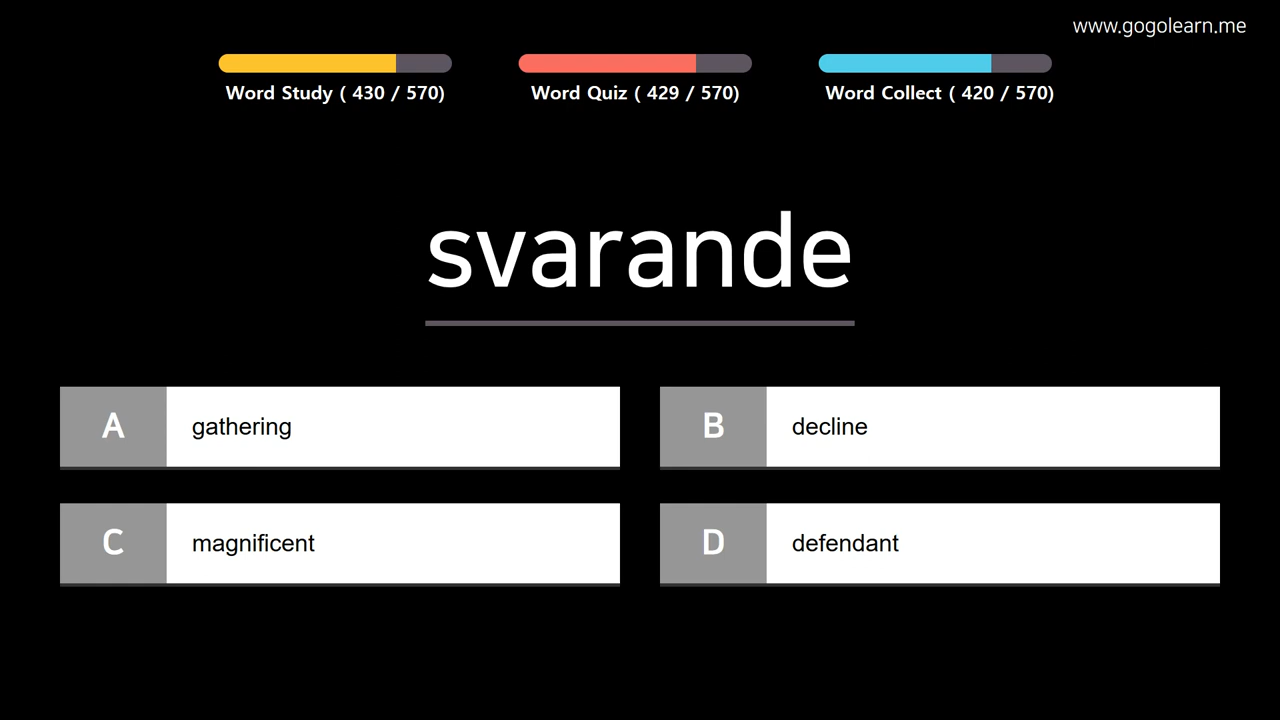 www.gogolearn.me
Word Study ( 430 / 570)
Word Quiz ( 429 / 570)
Word Collect ( 420 / 570)
svarande
A gathering
B decline
C magnificent
D defendant